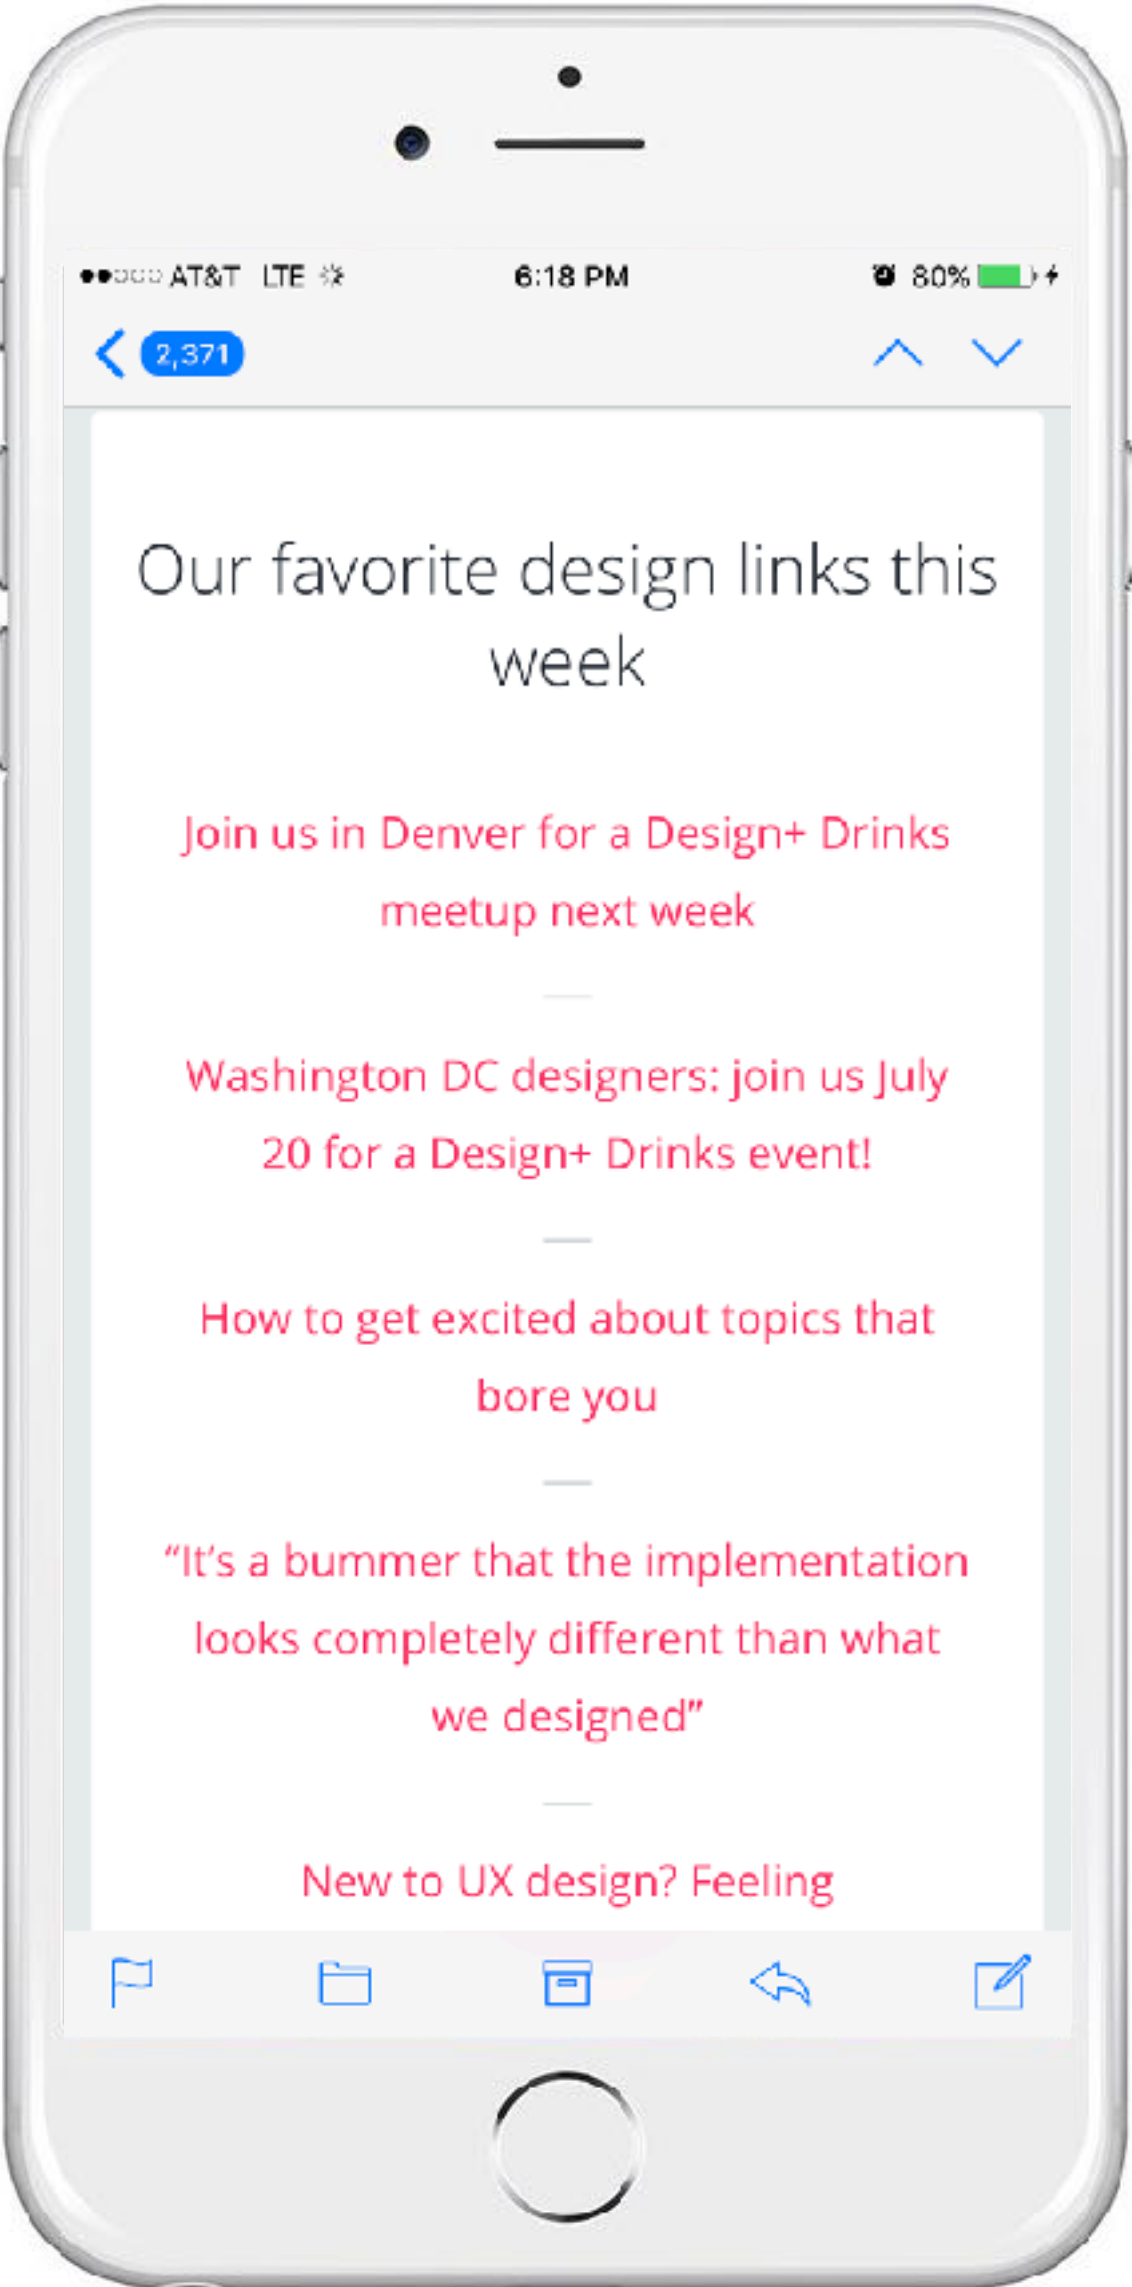 AT&T LTE 6:18 PM 80%
2,371
Our favorite design links this
week
Join us in Denver for a Design+ Drinks
meetup next week
Washington DC designers: join us July
20 for a Design+ Drinks event!
How to get excited about topics that
bore you
“It’s a bummer that the implementation
looks completely different than what
we designed”
New to UX design? Feeling